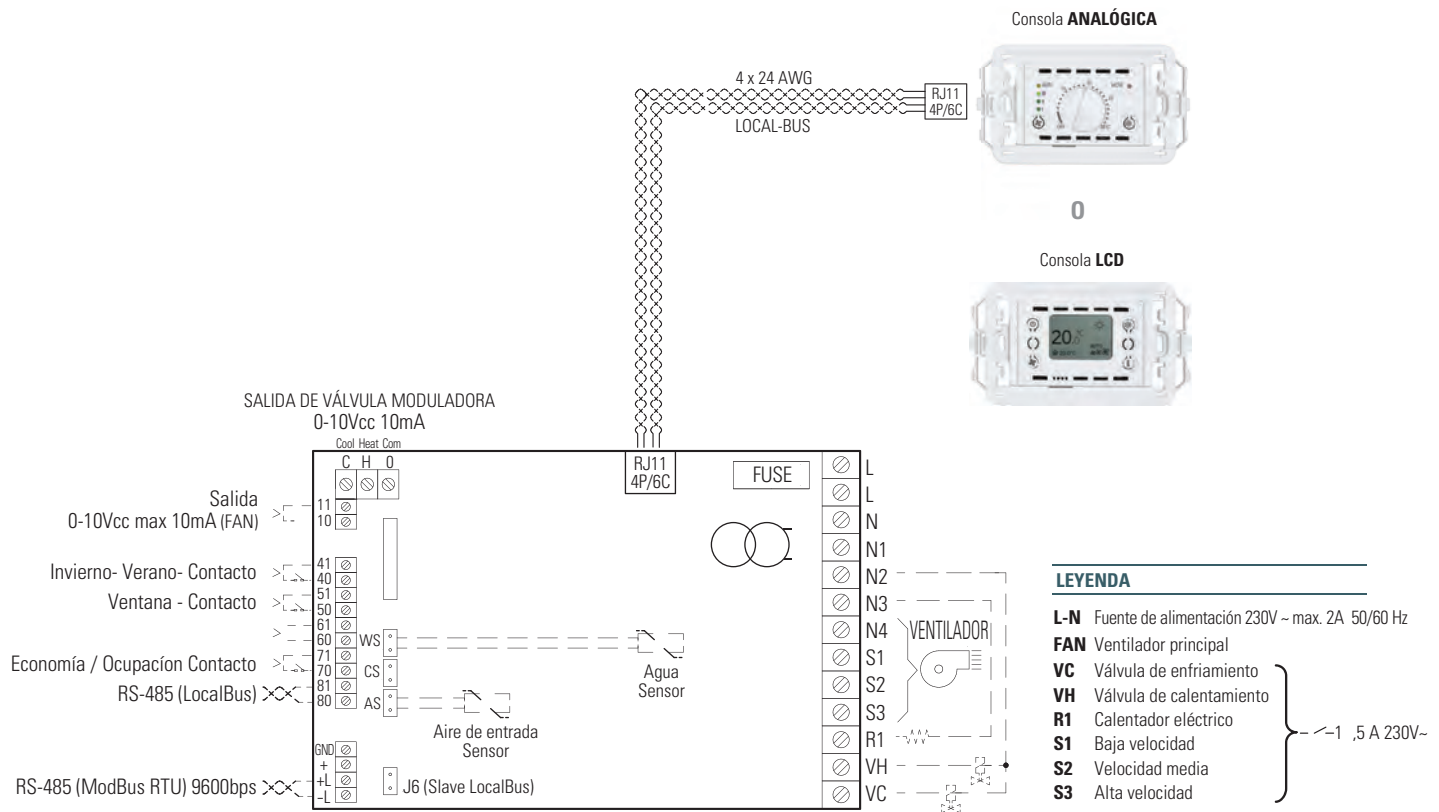 Consola ANALÓGICA
4 x 24 AWG
RJ11
4P/6C
LOCAL-BUS
O
Consola LCD
20
SALIDA DE VÁLVULA MODULADORA
0-10Vcc 10mA
Cool Heat Com
C H 0
RJ11
4P/6C
FUSE
L
L
N
N1
N2
N3
N4
S1
S2
S3
R1
VH
VC
Salida
0-10Vcc max 10mA (FAN)
11
10
Invierno- Verano- Contacto
41
40
Ventana - Contacto
51
50
61
60
WS
Economía / Ocupacíon Contacto
71
70
CS
RS-485 (LocalBus)
81
80
AS
Agua
Sensor
Aire de entrada
Sensor
VENTILADOR
GND
+
+L
-L
RS-485 (ModBus RTU) 9600bps
J6 (Slave LocalBus)
LEYENDA
L-N Fuente de alimentación 230V ~ max. 2A 50/60 Hz
FAN Ventilador principal
VC Válvula de enfriamiento
VH Válvula de calentamiento
R1 Calentador eléctrico
S1 Baja velocidad
S2 Velocidad media
S3 Alta velocidad
1 ,5 A 230V~